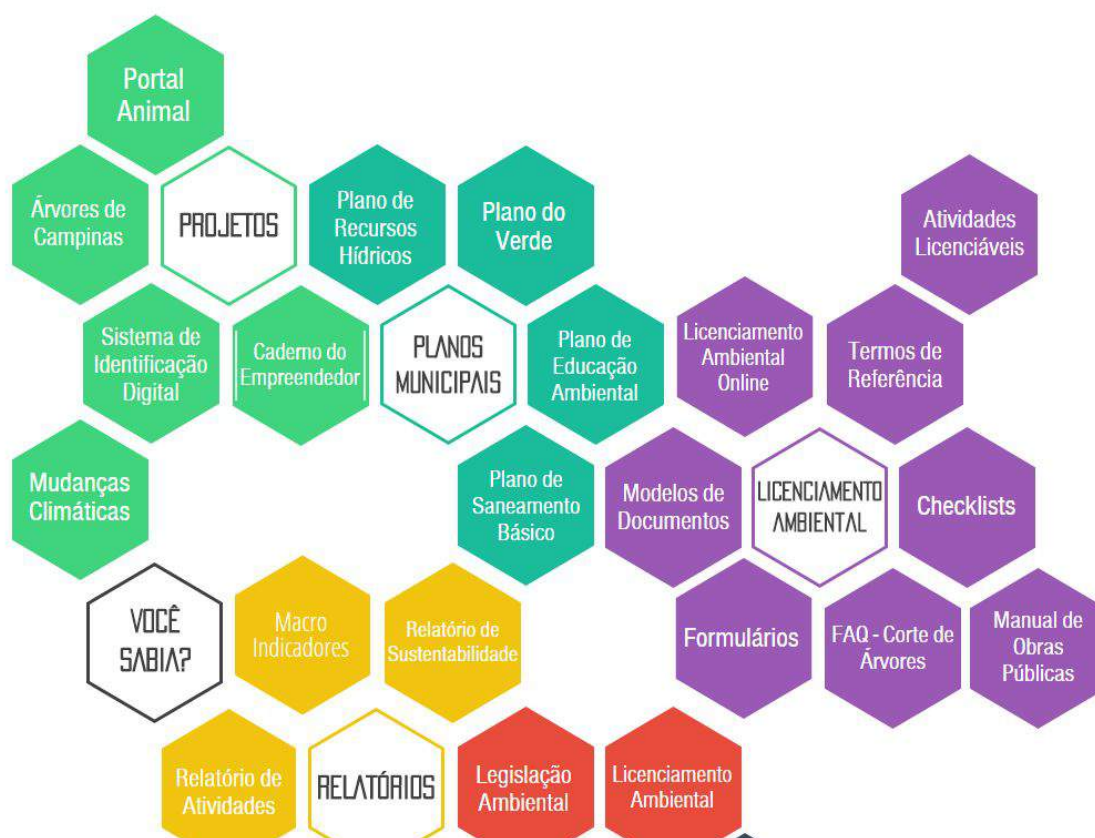 Portal
Animal
Árvores de
Campinas
PROJETOS
Plano de
Recursos
Hídricos
Plano do
Verde
Atividades
Licenciáveis
Sistema de
Identificação
Digital
Caderno do
Empreendedor
PLANOS
MUNICIPAIS
Plano de
Educação
Ambiental
Licenciamento
Ambiental
Online
Termos de
Referência
Mudanças
Climáticas
Plano de
Saneamento
Básico
Modelos de
Documentos
LICENCIAMENTO
AMBIENTAL
Checklists
VOCÊ
SABIA?
Macro
Indicadores
Relatório de
Sustentabilidade
Formulários
FAQ - Corte de
Árvores
Manual de
Obras
Públicas
Relatório de
Atividades
RELATÓRIOS
Legislação
Ambiental
Licenciamento
Ambiental